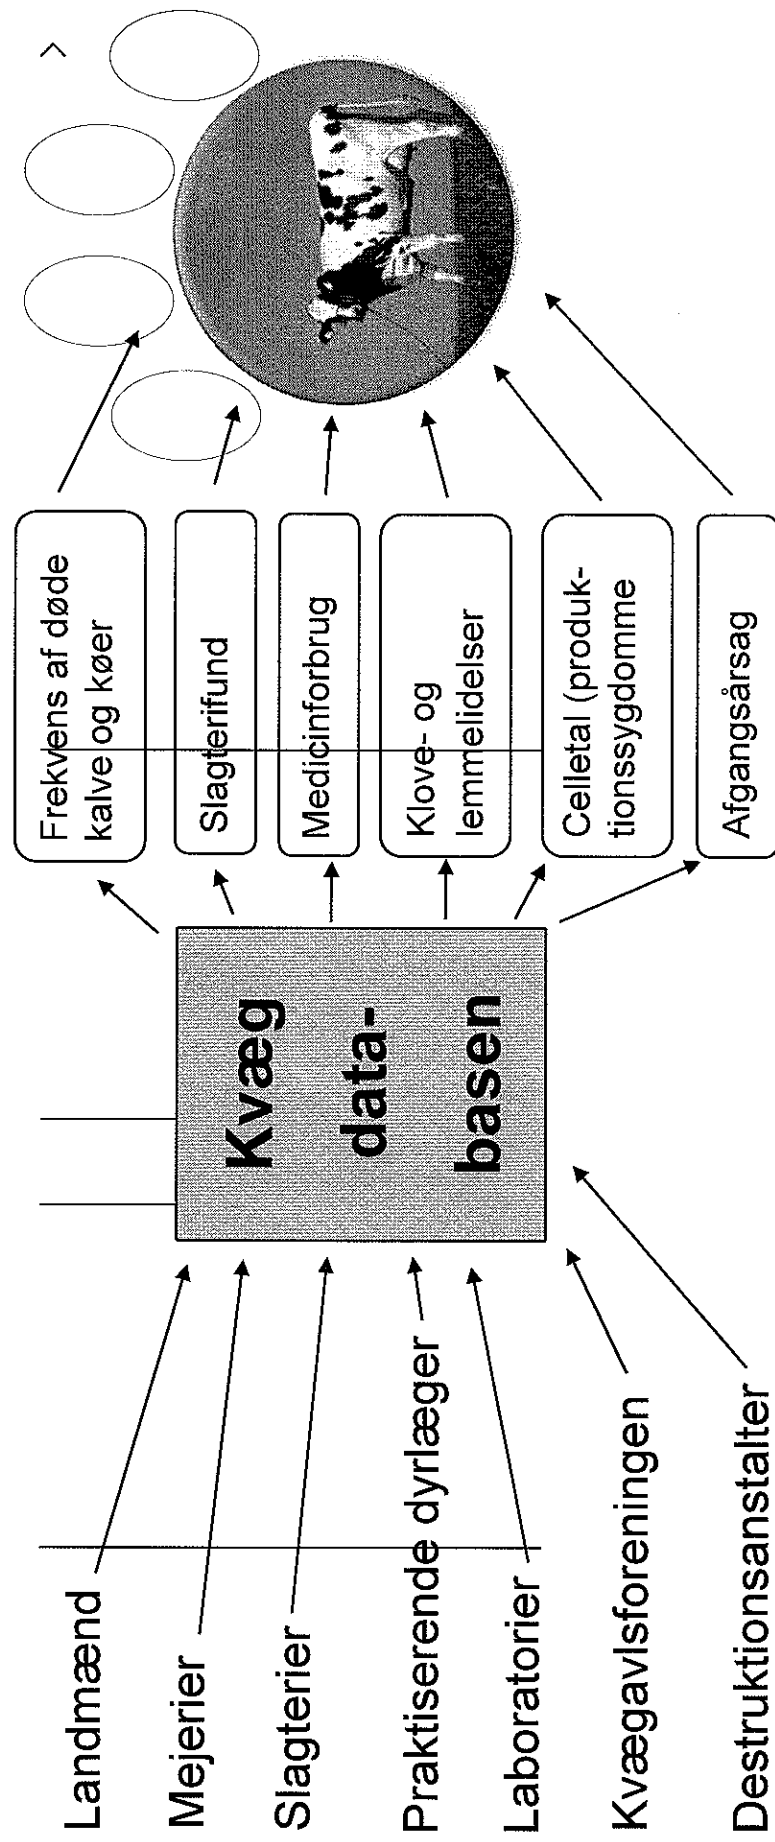 Landmænd
Mejerier
Slagterier
Praktiserende dyrlæger
Laboratorier
Kvægavlsforeningen
Destruktionsanstalter
Kvæg
data-
basen
Frekvens af døde
kalve og køer
Slagterifund
Medicinforbrug
Klove- og
lemmelidelser
Celletal (produk-
tionssygdomme
Afgangsårsag